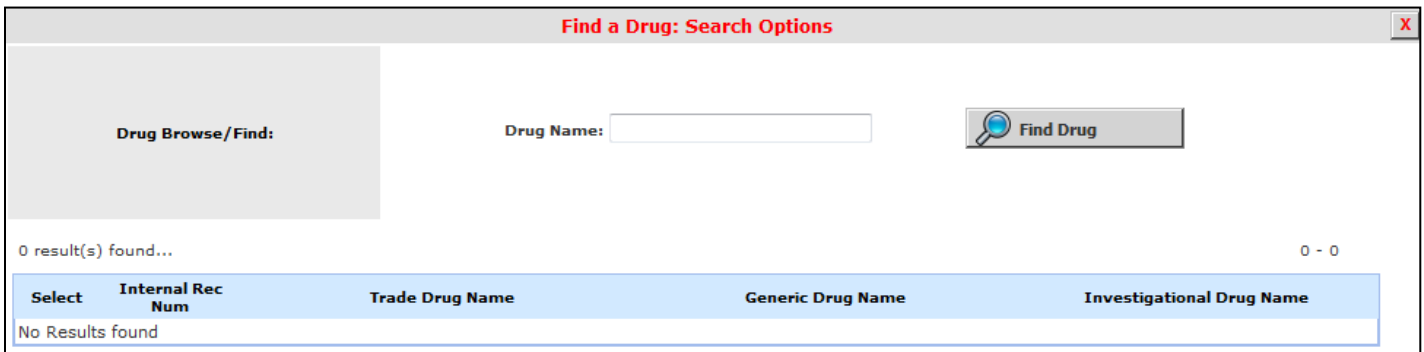 Find a Drug: Search Options
X
Drug Browse/Find:
Drug Name:
Find Drug
0 result(s) found...
0 - 0
Select
Internal Rec
Num
Trade Drug Name
Generic Drug Name
Investigational Drug Name
No Results found